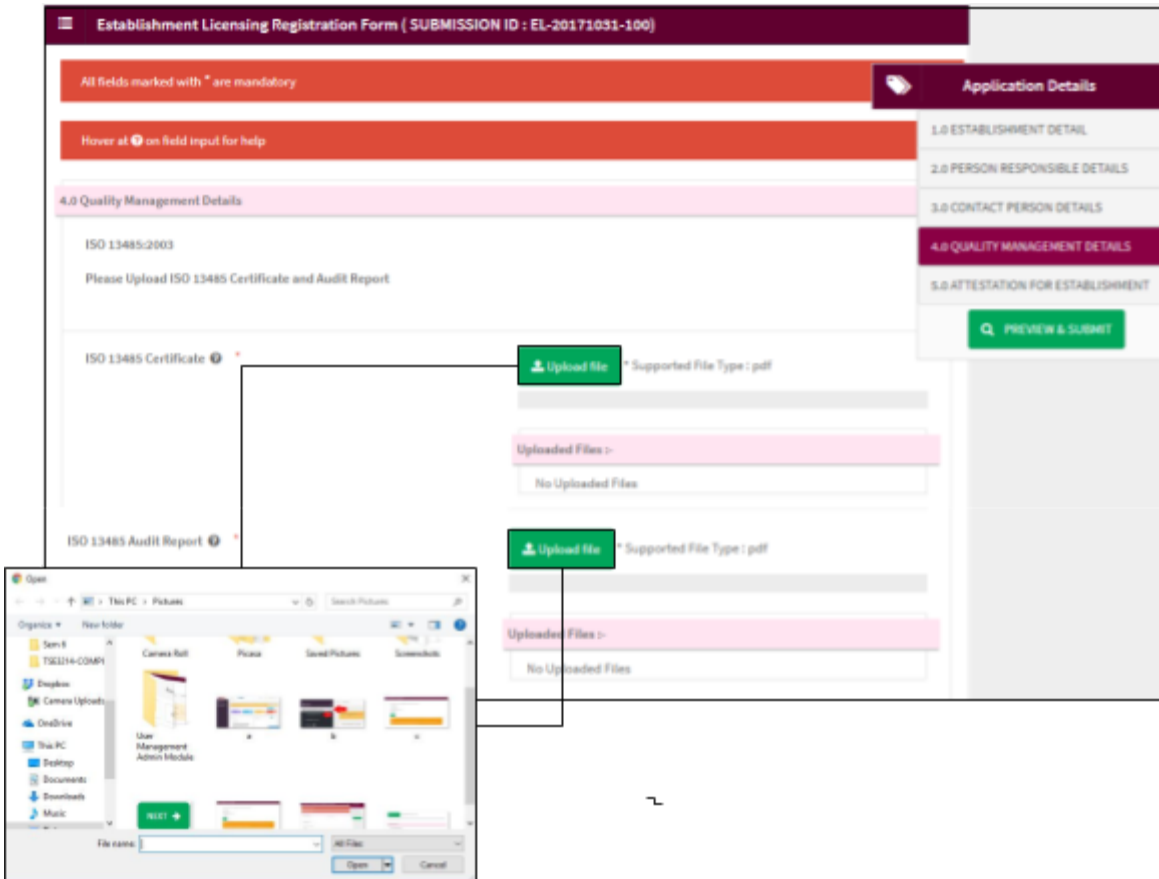 Establishment Licensing Registration Form ( SUBMISSION ID : EL-20171031-100)
All fields marked with * are mandatory
Hover at ? on field input for help
4.0 Quality Management Details
ISO 13485:2003
Please Upload ISO 13485 Certificate and Audit Report
ISO 13485 Certificate ? *
Upload file * Supported File Type : pdf
Uploaded Files :-
No Uploaded Files
ISO 13485 Audit Report ? *
Upload file * Supported File Type : pdf
Uploaded Files :-
No Uploaded Files
Application Details
1.0 ESTABLISHMENT DETAIL
2.0 PERSON RESPONSIBLE DETAILS
3.0 CONTACT PERSON DETAILS
4.0 QUALITY MANAGEMENT DETAILS
5.0 ATTESTATION FOR ESTABLISHMENT
PREVIEW & SUBMIT
Open
This PC > Pictures
Search Pictures
Organize
New folder
Sem II
Dropbox
Camera Uploads
OneDrive
This PC
Desktop
Documents
Downloads
Music
Camera Roll
Picasa
Saved Pictures
Screenshots
User
Management
Admin Module
a
b
c
NEXT →
File name:
All Files
Open
Cancel